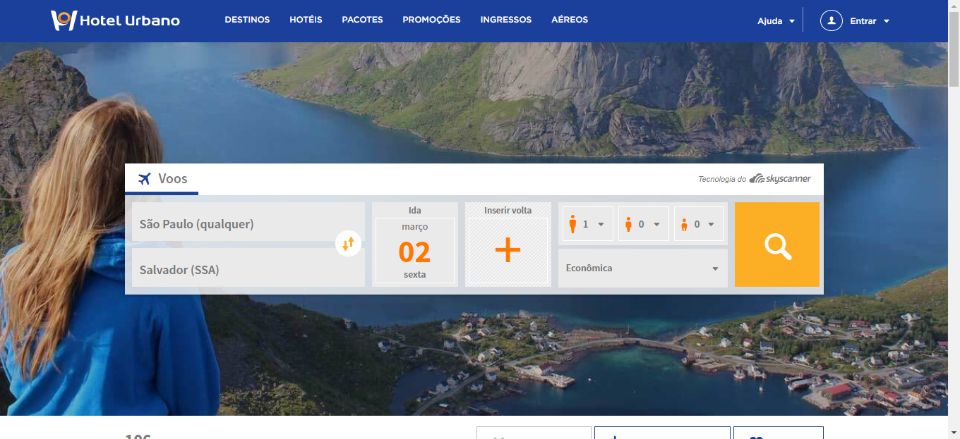 Hotel Urbano
DESTINOS HOTÉIS PACOTES PROMOÇÕES INGRESSOS AÉREOS
Ajuda Entrar
Voos
Tecnologia do skyscanner
São Paulo (qualquer)
Salvador (SSA)
Ida
março
02
sexta
Inserir volta
+
1 0 0
Econômica